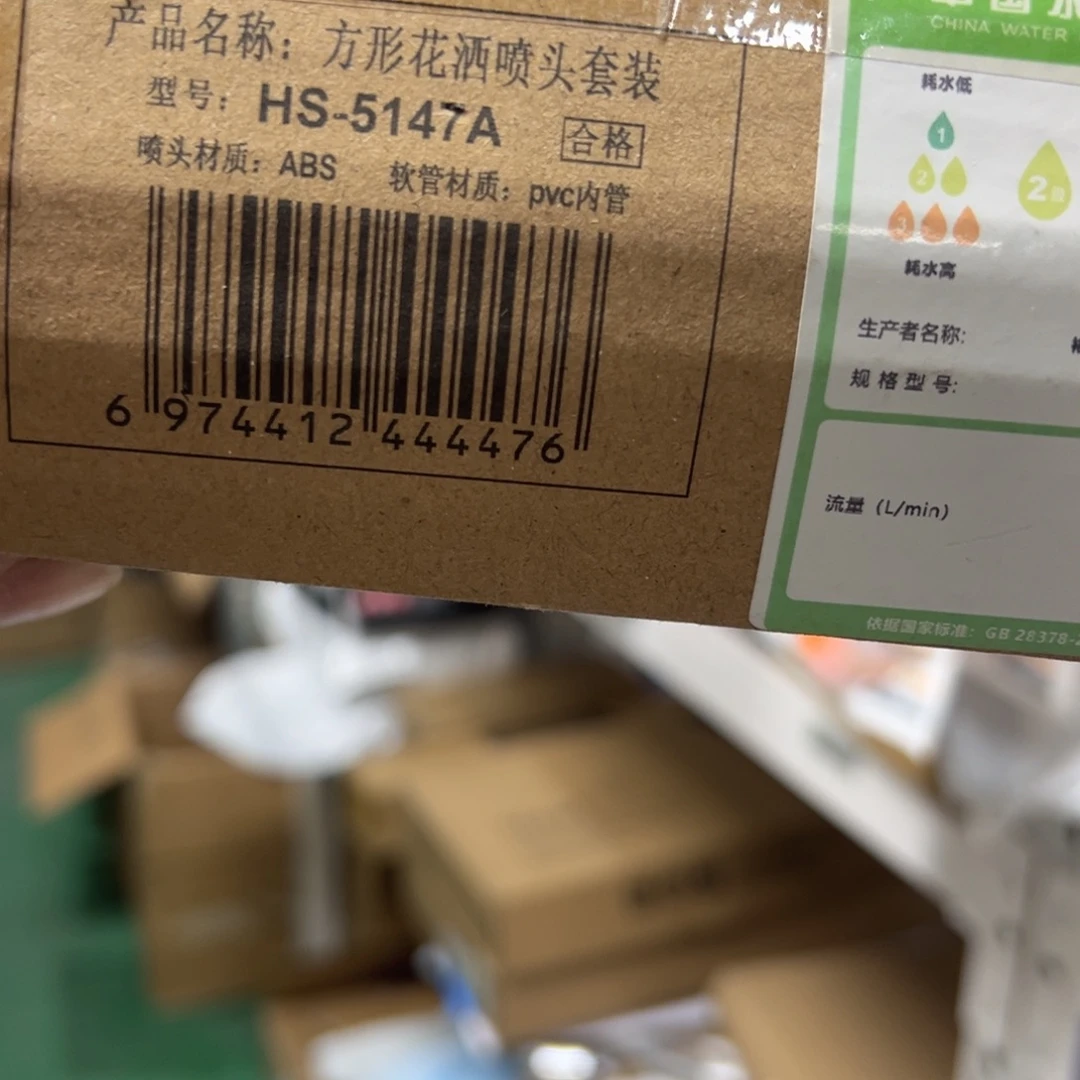 产品名称：方形花洒喷头套装
型号：HS-5147A
合格
喷头材质：ABS 软管材质：pvc内管
6 974412 444476
CHINA WATER
耗水低
1
2
3
耗水高
2级
生产者名称:
规格型号:
流量 (L/min)
依据国家标准: GB 28378-